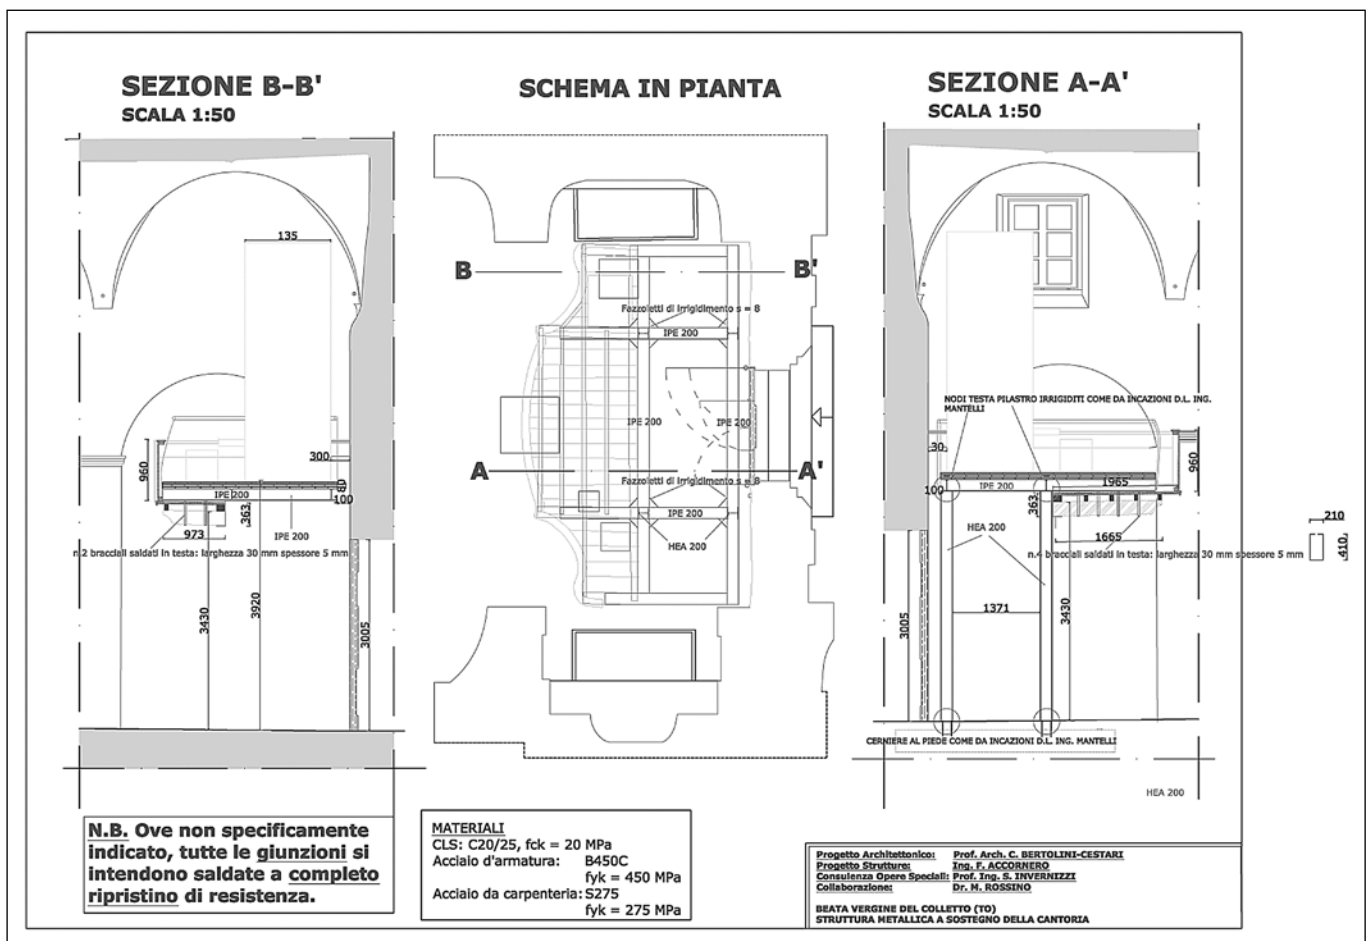 SEZIONE B-B'
SCALA 1:50
135
300
960
80
100
IPE 200
363
973
IPE 200
n.2 bracciali saldati in testa: larghezza 30 mm spessore 5 mm
3430
3920
3005
SCHEMA IN PIANTA
B
B'
Fazzoletti di irrigidimento s = 8
IPE 200
IPE 200
IPE 200
A
A'
Fazzoletti di irrigidimento s = 8
IPE 200
HEA 200
SEZIONE A-A'
SCALA 1:50
NODI TESTA PILASTRO IRRIGIDITI COME DA INCAZIONI D.L. ING.
MANTELLI
30
960
100
IPE 200
1965
363
HEA 200
1665
210
410
n.4 bracciali saldati in testa: larghezza 30 mm spessore 5 mm
1371
3005
3430
CERNIERE AL PIEDE COME DA INCAZIONI D.L. ING. MANTELLI
HEA 200
N.B. Ove non specificamente
indicato, tutte le giunzioni si
intendono saldate a completo
ripristino di resistenza.
MATERIALI
CLS: C20/25, fck = 20 MPa
Acciaio d'armatura: B450C
fyk = 450 MPa
Acciaio da carpenteria: S275
fyk = 275 MPa
Progetto Architettonico: Prof. Arch. C. BERTOLINI-CESTARI
Progetto Strutture: Ing. F. ACCORNERO
Consulenza Opere Speciali: Prof. Ing. S. INVERNIZZI
Collaborazione: Dr. M. ROSSINO
BEATA VERGINE DEL COLLETTO (TO)
STRUTTURA METALLICA A SOSTEGNO DELLA CANTORIA